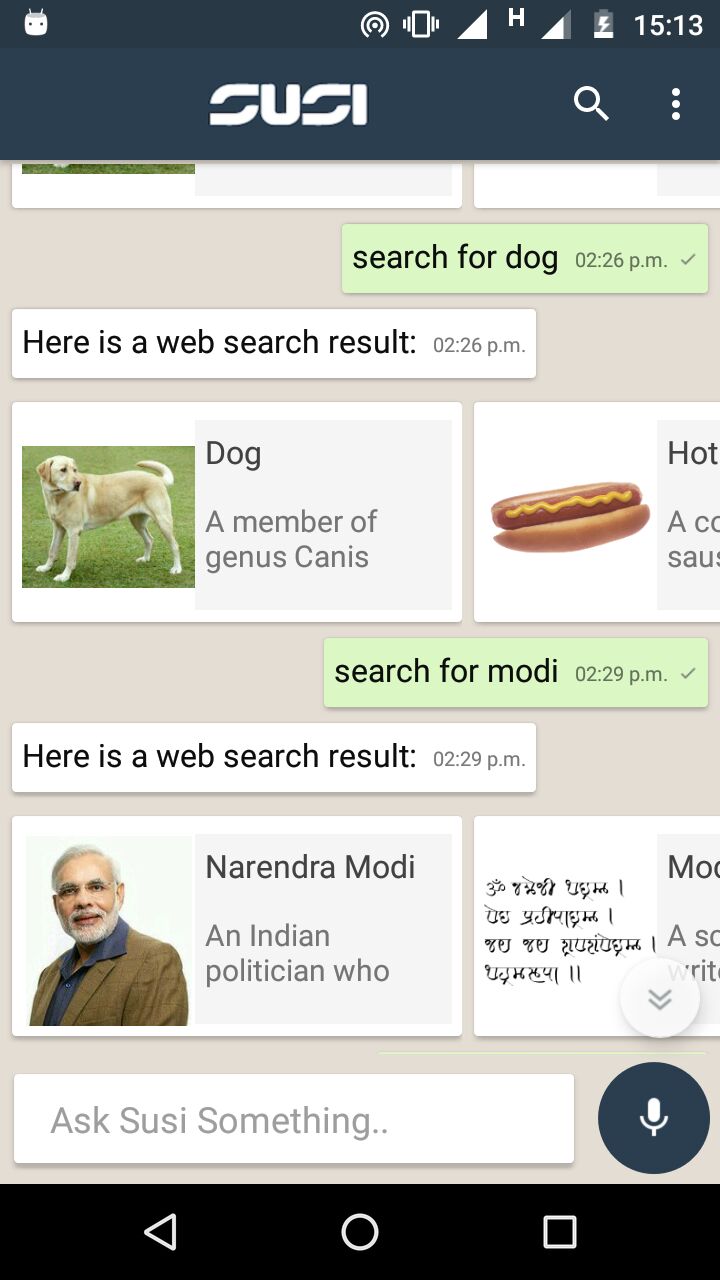 H 15:13
SUSI
search for dog 02:26 p.m.
Here is a web search result: 02:26 p.m.
Dog
A member of
genus Canis
Hot
A co
saus
search for modi 02:29 p.m.
Here is a web search result: 02:29 p.m.
Narendra Modi
An Indian
politician who
Mod
A sc
write
Ask Susi Something..